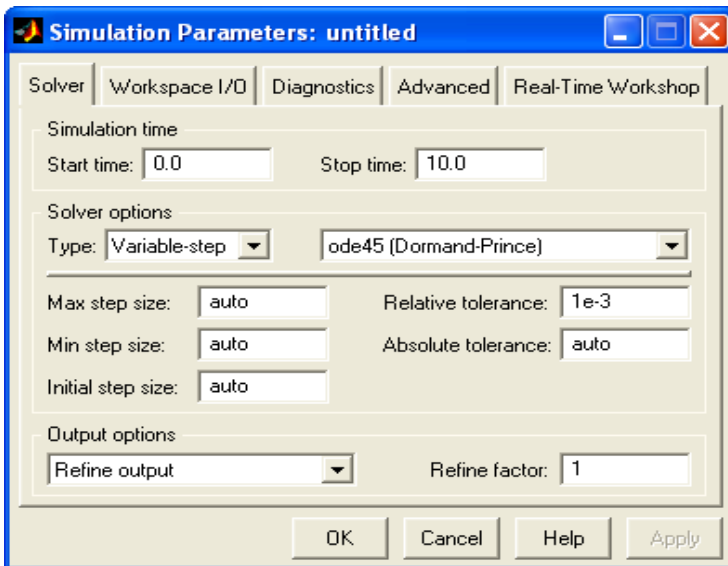 Simulation Parameters: untitled
Solver Workspace I/O Diagnostics Advanced Real-Time Workshop
Simulation time
Start time: 0.0 Stop time: 10.0
Solver options
Type: Variable-step ode45 (Dormand-Prince)
Max step size: auto Relative tolerance: 1e-3
Min step size: auto Absolute tolerance: auto
Initial step size: auto
Output options
Refine output Refine factor: 1
OK Cancel Help Apply